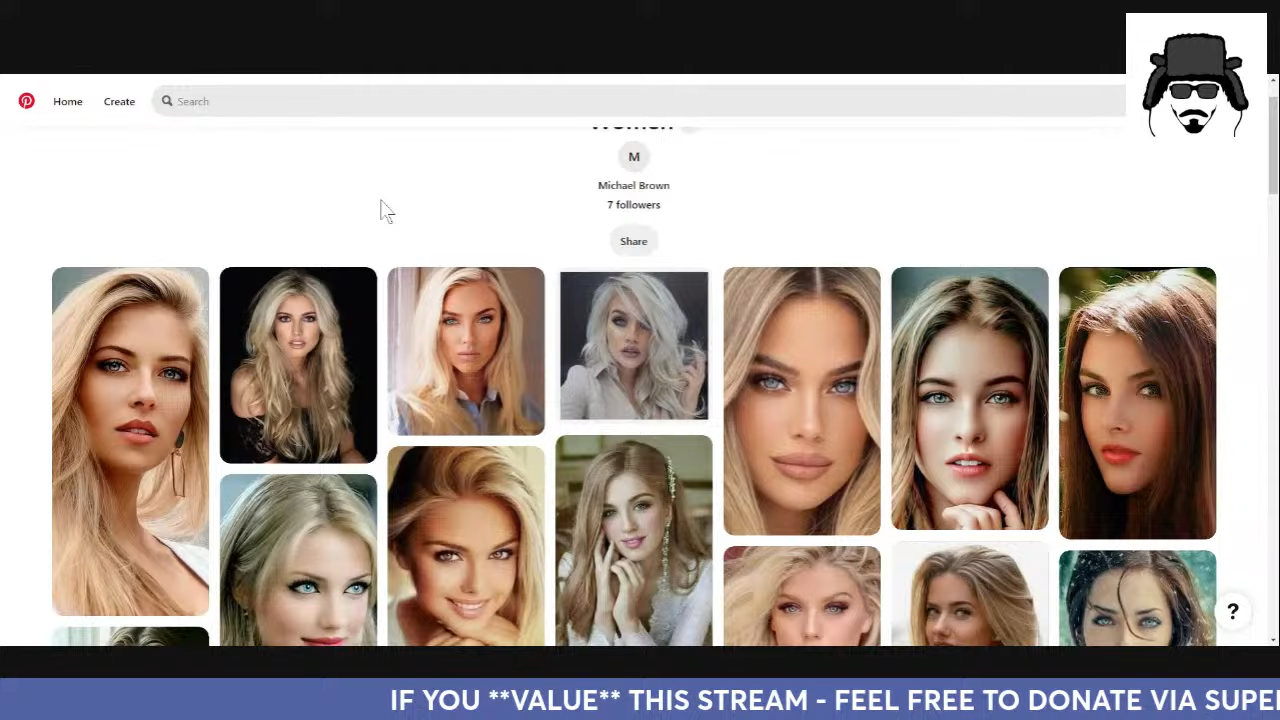 Home
Create
Search
Women
M
Michael Brown
7 followers
Share
?
IF YOU **VALUE** THIS STREAM - FEEL FREE TO DONATE VIA SUPE